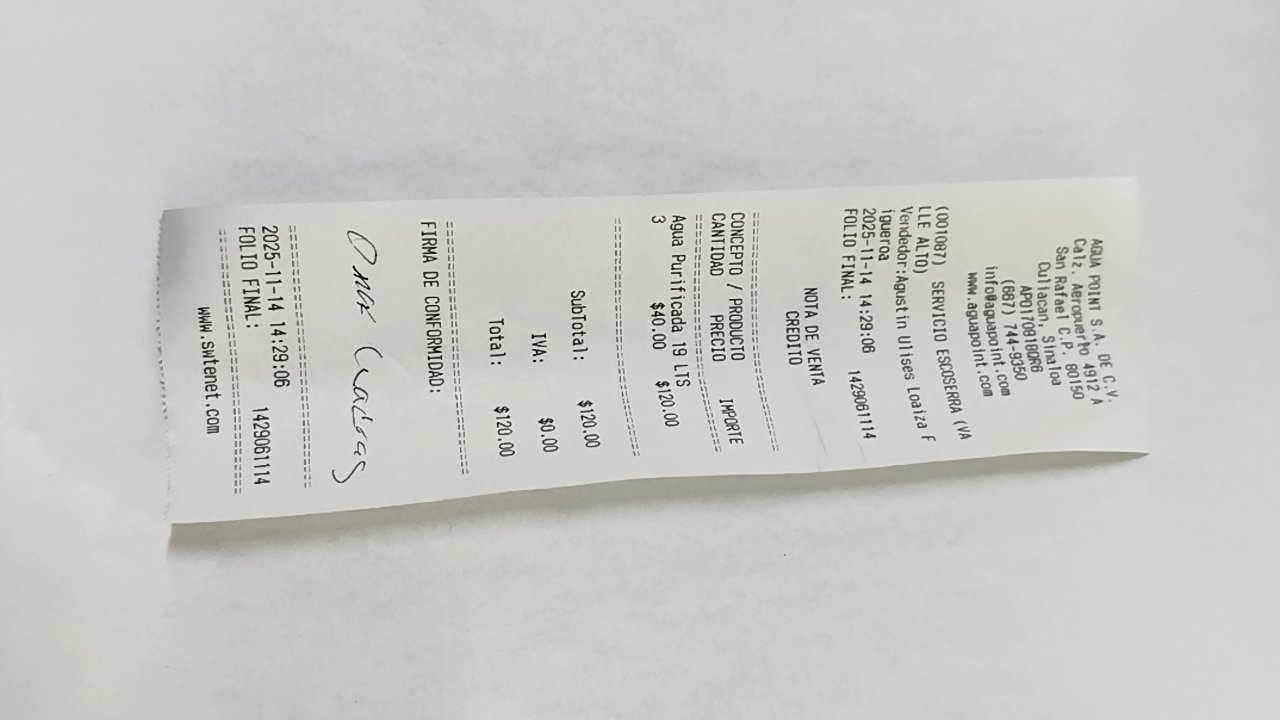 AGUA POINT S.A. DE C.V.
Calz. Aeropuerto 4912 A
San Rafael C.P. 80150
Culiacan, Sinaloa
APO170818QR8
(667) 744-9350
info@aguapoint.com
www.aguapoint.com
(001087) SERVICIO ESCOSERRA (VA
LLE ALTO)
Vendedor:Agustin Ulises Loaiza F
igueroa
2025-11-14 14:29:06 1429061114
FOLIO FINAL:
NOTA DE VENTA
CREDITO
CONCEPTO / PRODUCTO
CANTIDAD PRECIO IMPORTE
Agua Purificada 19 LTS
3 $40.00 $120.00
SubTotal: $120.00
IVA: $0.00
Total: $120.00
FIRMA DE CONFORMIDAD:
Omar
2025-11-14 14:29:06
FOLIO FINAL: 1429061114
www.swtenet.com